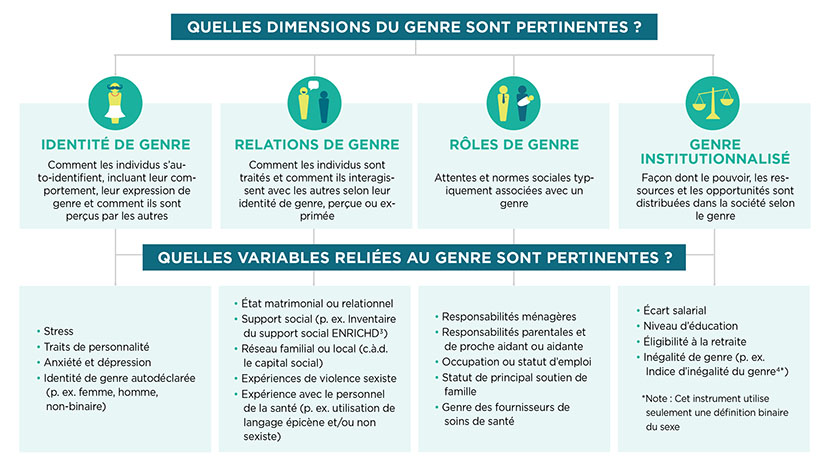 QUELLES DIMENSIONS DU GENRE SONT PERTINENTES ?
IDENTITÉ DE GENRE
Comment les individus s'au-
to-identifient, incluant leur com-
portement, leur expression de
genre et comment ils sont
perçus par les autres
RELATIONS DE GENRE
Comment les individus sont
traités et comment ils interagis-
sent avec les autres selon leur
identité de genre, perçue ou ex-
primée
RÔLES DE GENRE
Attentes et normes sociales typ-
iquement associées avec un
genre
GENRE
INSTITUTIONNALISÉ
Façon dont le pouvoir, les res-
sources et les opportunités sont
distribuées dans la société selon
le genre
QUELLES VARIABLES RELIÉES AU GENRE SONT PERTINENTES ?
• Stress
• Traits de personnalité
• Anxiété et dépression
• Identité de genre autodéclarée
(p. ex. femme, homme,
non-binaire)
• État matrimonial ou relationnel
• Support social (p. ex. Inventaire
du support social ENRICHD³)
• Réseau familial ou local (c.à.d.
le capital social)
• Expériences de violence sexiste
• Expérience avec le personnel
de la santé (p. ex. utilisation de
langage épicène et/ou non
sexiste)
• Responsabilités ménagères
• Responsabilités parentales et
de proche aidant ou aidante
• Occupation ou statut d'emploi
• Statut de principal soutien de
famille
• Genre des fournisseurs de
soins de santé
• Écart salarial
• Niveau d'éducation
• Éligibilité à la retraite
• Inégalité de genre (p. ex.
Indice d'inégalité du genre⁴*)
*Note : Cet instrument utilise
seulement une définition binaire
du sexe